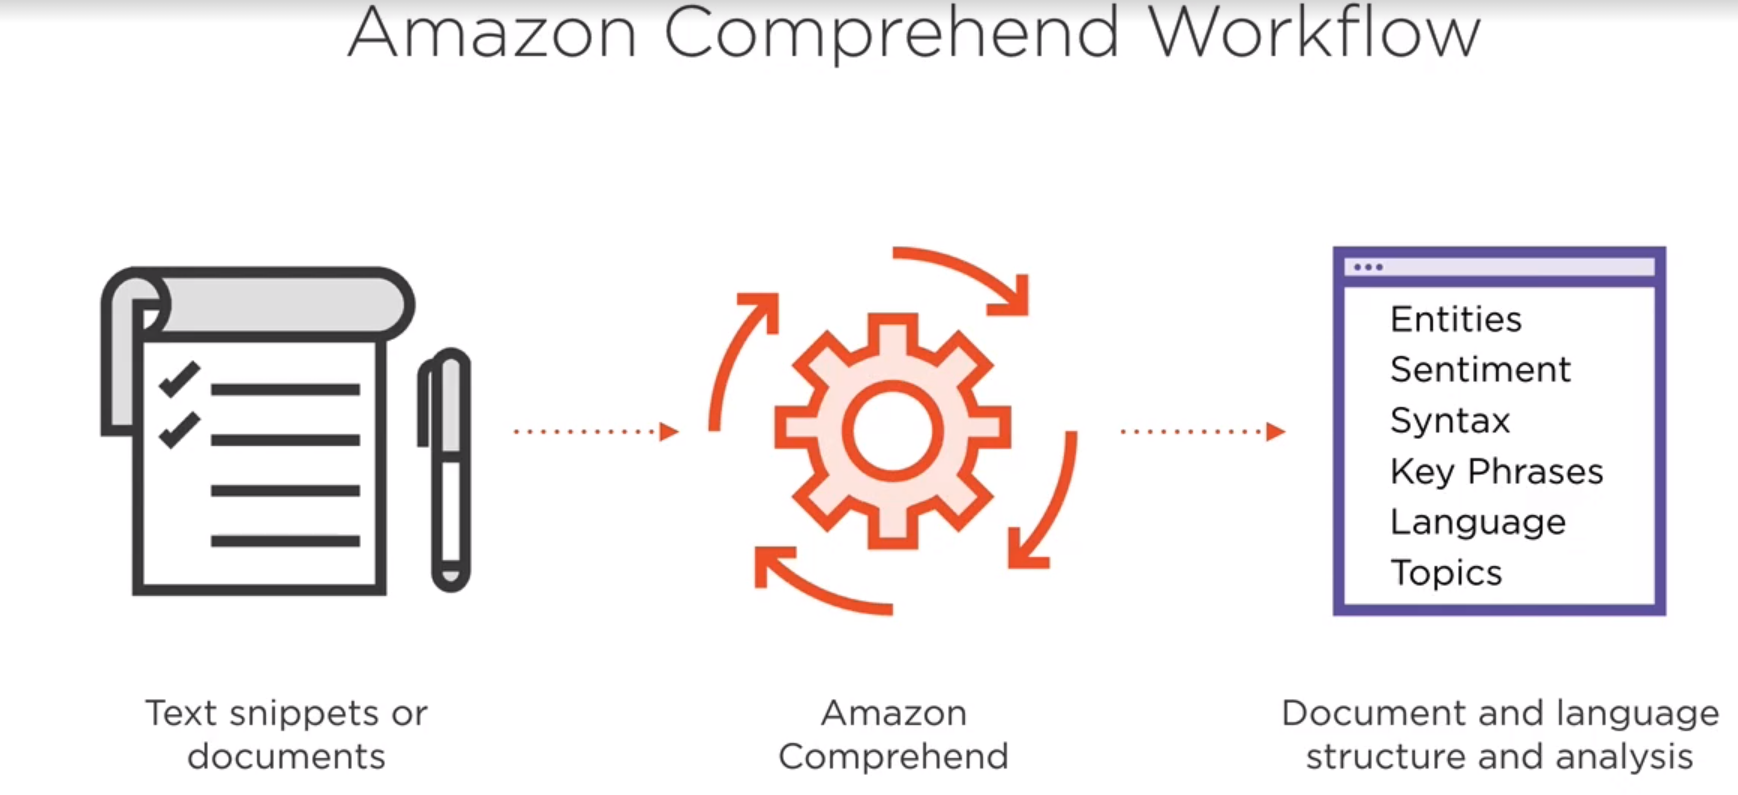 Amazon Comprehend Workflow
Entities
Sentiment
Syntax
Key Phrases
Language
Topics
Text snippets or
documents
Amazon
Comprehend
Document and language
structure and analysis